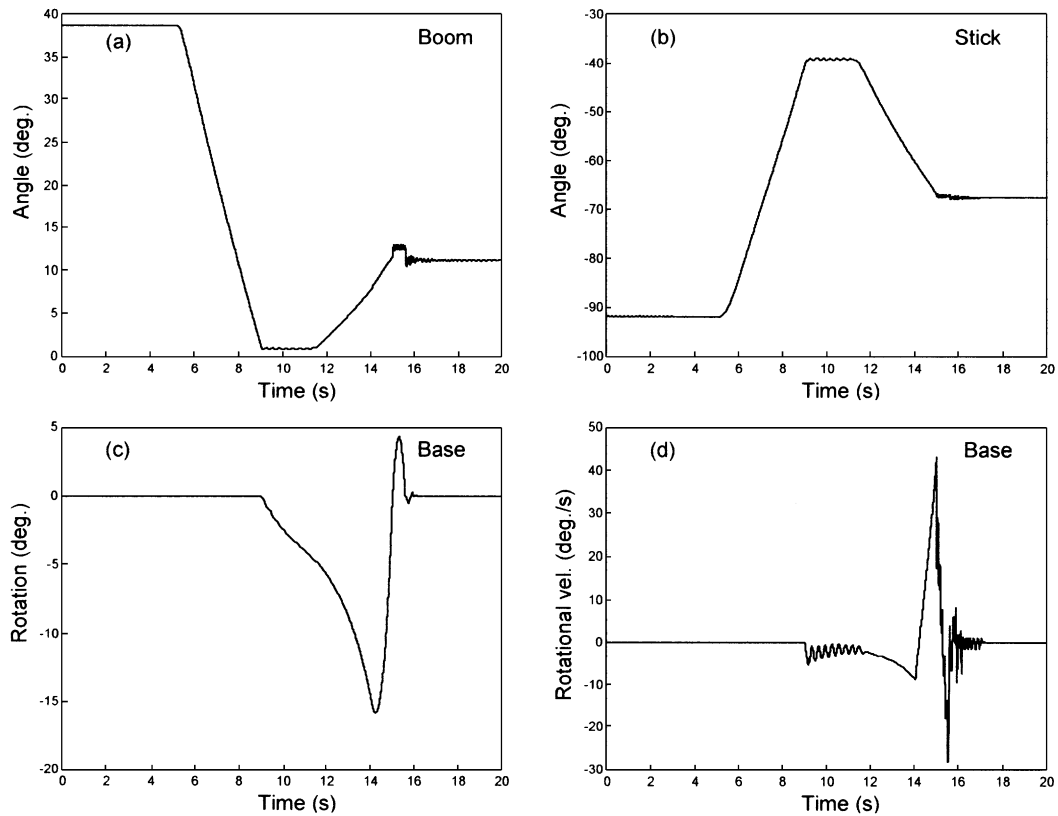 (a) Boom
Angle (deg.)
40
35
30
25
20
15
10
5
0
0 2 4 6 8 10 12 14 16 18 20
Time (s)
(b) Stick
Angle (deg.)
-30
-40
-50
-60
-70
-80
-90
-100
0 2 4 6 8 10 12 14 16 18 20
Time (s)
(c) Base
Rotation (deg.)
5
0
-5
-10
-15
-20
0 2 4 6 8 10 12 14 16 18 20
Time (s)
(d) Base
Rotational vel. (deg./s)
50
40
30
20
10
0
-10
-20
-30
0 2 4 6 8 10 12 14 16 18 20
Time (s)